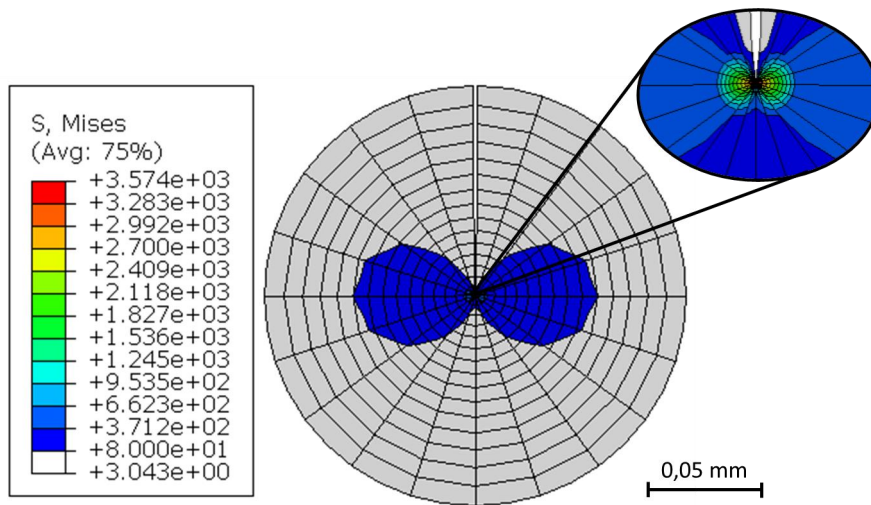 S, Mises
(Avg: 75%)
+3.574e+03
+3.283e+03
+2.992e+03
+2.700e+03
+2.409e+03
+2.118e+03
+1.827e+03
+1.536e+03
+1.245e+03
+9.535e+02
+6.623e+02
+3.712e+02
+8.000e+01
+3.043e+00
0,05 mm